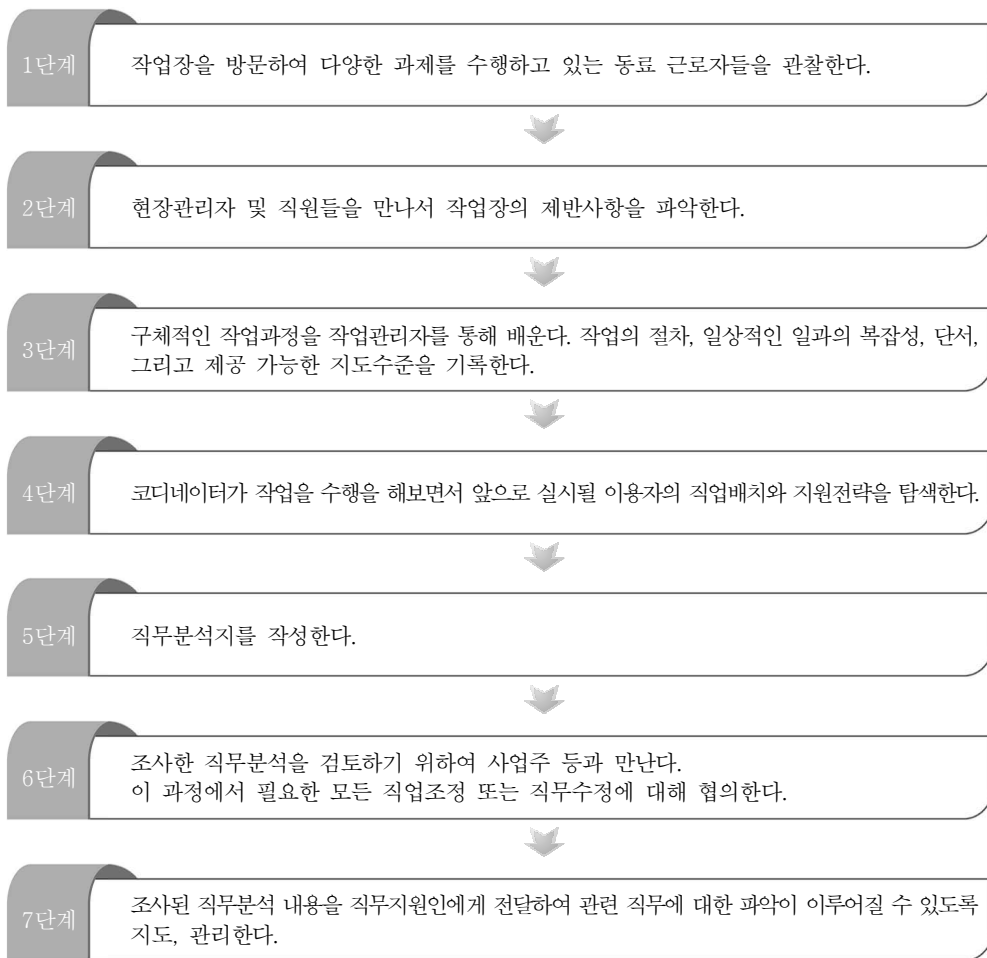 1단계
작업장을 방문하여 다양한 과제를 수행하고 있는 동료 근로자들을 관찰한다.
2단계
현장관리자 및 직원들을 만나서 작업장의 제반사항을 파악한다.
3단계
구체적인 작업과정을 작업관리자를 통해 배운다. 작업의 절차, 일상적인 일과의 복잡성, 단서,
그리고 제공 가능한 지도수준을 기록한다.
4단계
코디네이터가 작업을 수행을 해보면서 앞으로 실시될 이용자의 직업배치와 지원전략을 탐색한다.
5단계
직무분석지를 작성한다.
6단계
조사한 직무분석을 검토하기 위하여 사업주 등과 만난다.
이 과정에서 필요한 모든 직업조정 또는 직무수정에 대해 협의한다.
7단계
조사된 직무분석 내용을 직무지원인에게 전달하여 관련 직무에 대한 파악이 이루어질 수 있도록
지도, 관리한다.